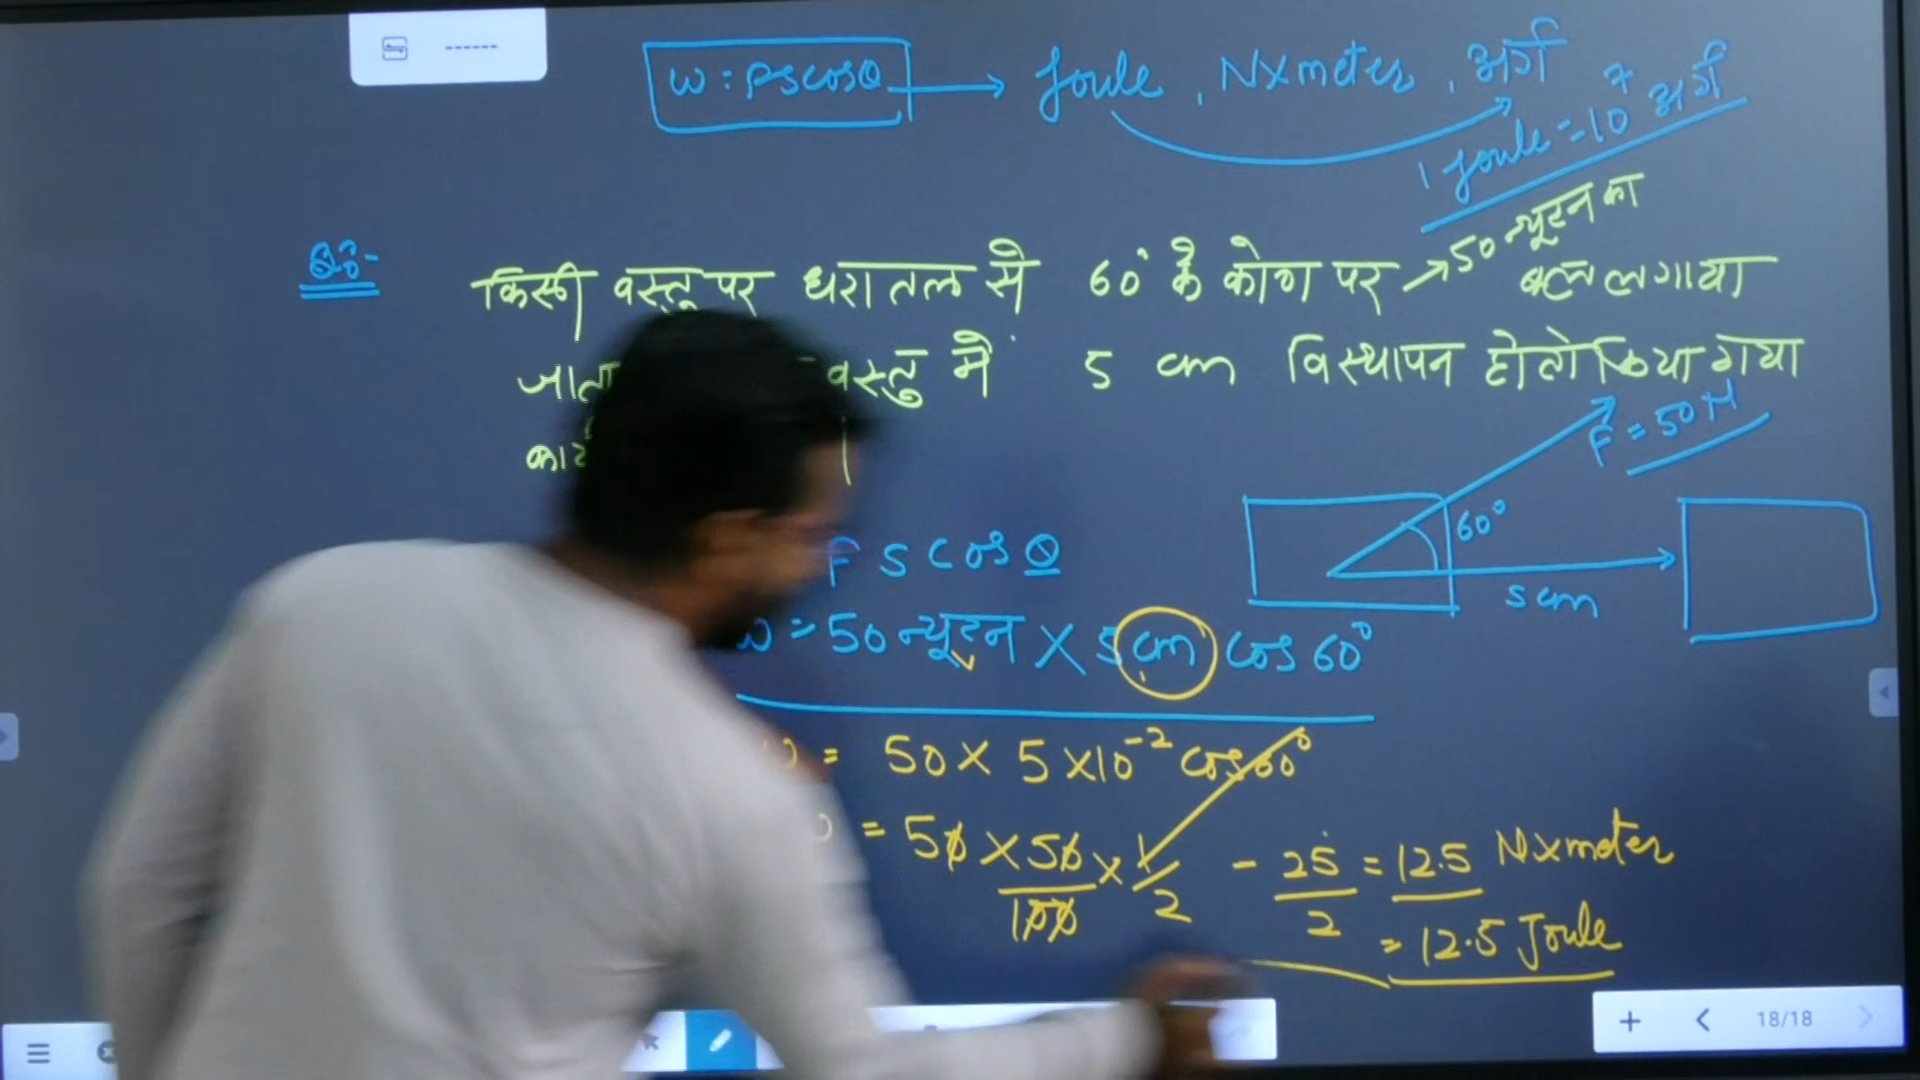 W = FScosθ → Joule, N×meter, अर्ग
1 Joule = 10⁷ अर्ग
Q:-
किसी वस्तु पर धरातल से 60° के कोण पर → 50 न्यूटन का बल लगाया
वस्तु में 5 cm विस्थापन हो तो किया गया
F = 50 N
60°
5 cm
F S cos θ
W = 50 न्यूटन × 5 cm cos 60°
= 50 × 5 × 10⁻² cos 60°
= 50 × 50/100 × 1/2 - 25/2 = 12.5 N×meter
= 12.5 Joule
18/18